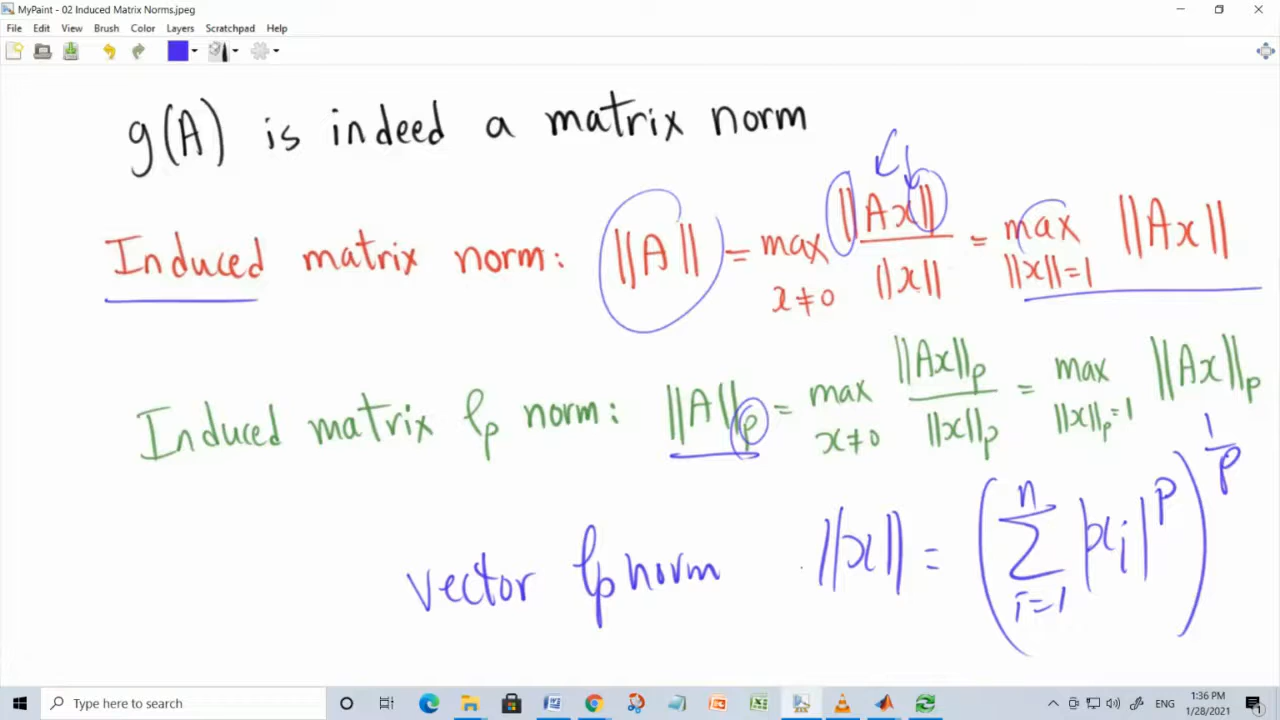 MyPaint - 02 Induced Matrix Norms.jpeg
File Edit View Brush Color Layers Scratchpad Help
g(A) is indeed a matrix norm
Induced matrix norm: ||A|| = max x≠0 ||Ax|| / ||x|| = max ||x||=1 ||Ax||
Induced matrix ℓp norm: ||A||p = max x≠0 ||Ax||p / ||x||p = max ||x||p=1 ||Ax||p
vector ℓp norm ||x|| = (∑ i=1 n |xi|^p)^1/p
Type here to search
ENG
1:36 PM
1/28/2021